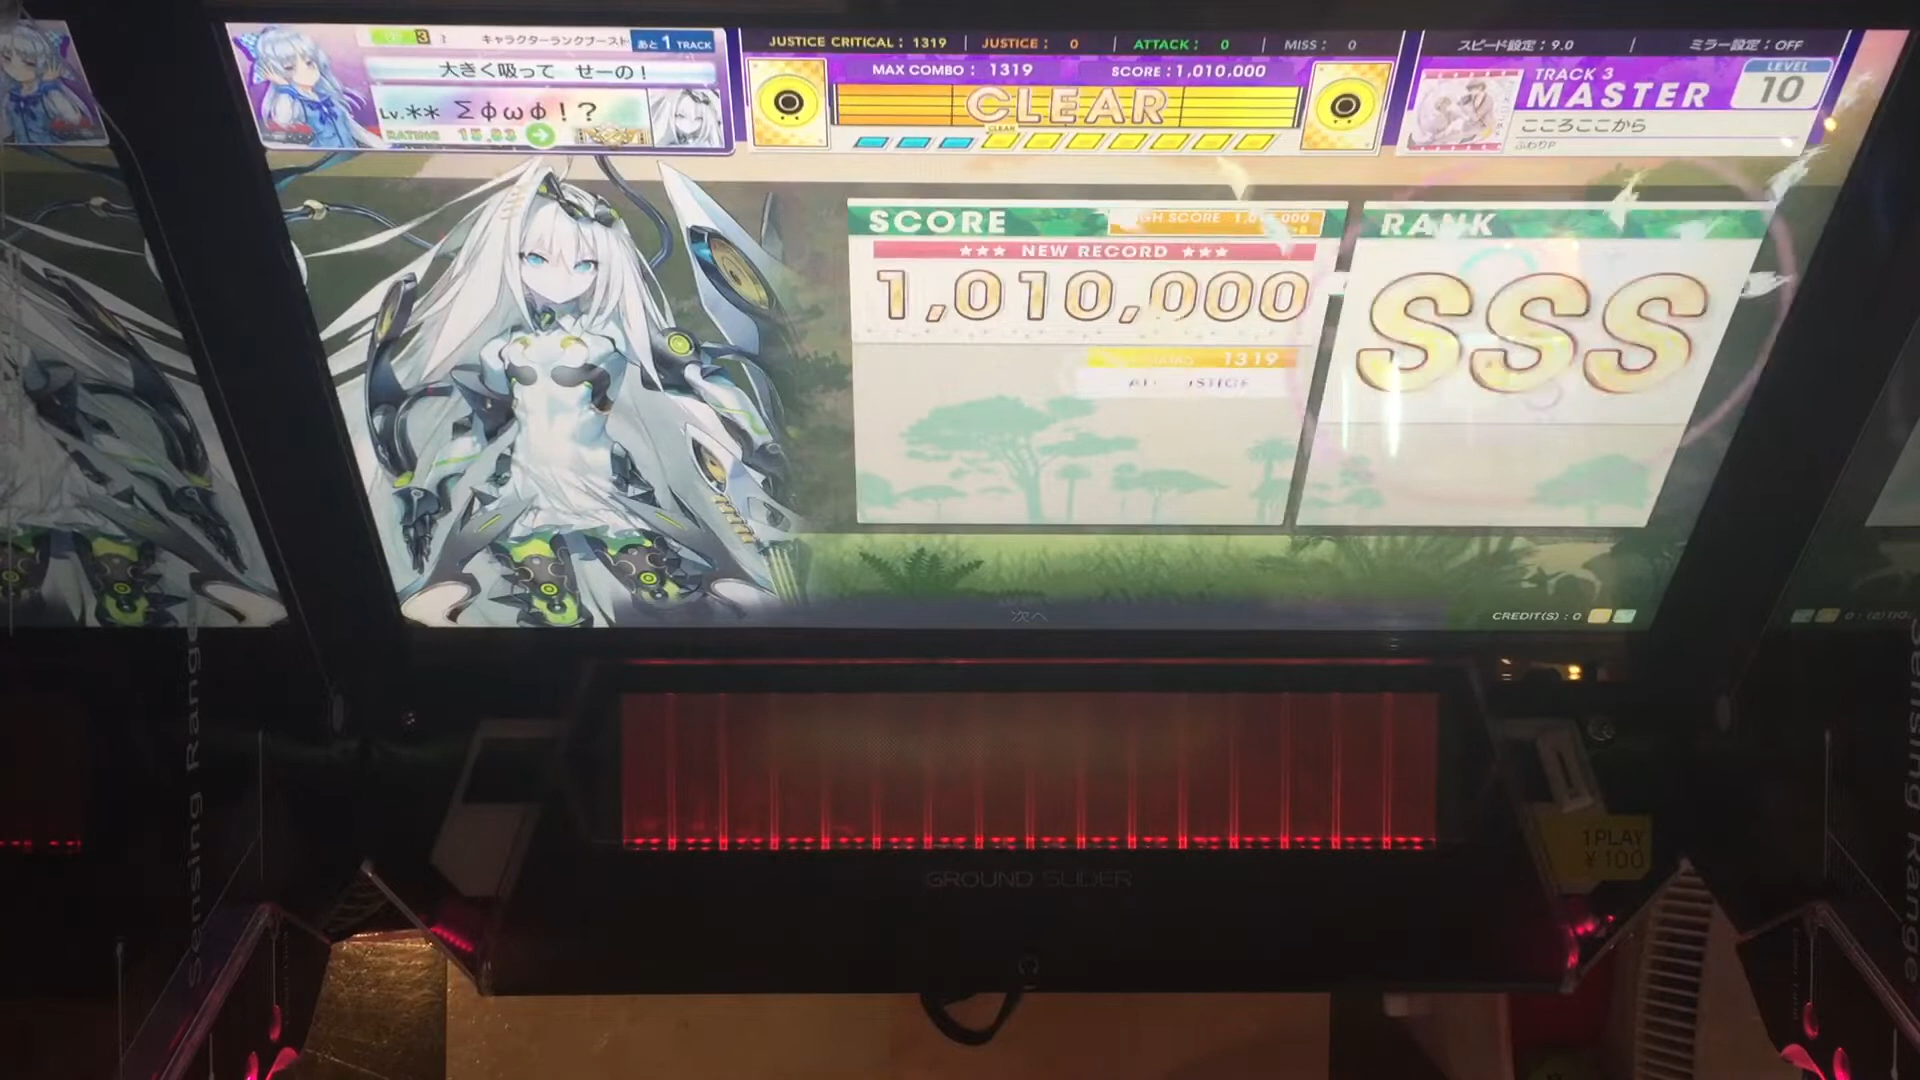 3
キャラクターランクブースト
あと 1 TRACK
大きく吸って せーの！
Lv.** Σφωφ！？
RATING 15.83
JUSTICE CRITICAL : 1319 | JUSTICE : 0 | ATTACK : 0 | MISS : 0
MAX COMBO : 1319 SCORE : 1,010,000
CLEAR
CLEAR
スピード設定 : 9.0 / ミラー設定 : OFF
TRACK 3
MASTER
LEVEL
10
こころここから
ふわりP
SCORE
SCORE
★★★ NEW RECORD ★★★
1,010,000
1319
RANK
SSS
次へ
CREDIT(S) : 0
GROUND SLIDER
1PLAY
¥100
Sensing Range
Sensing Range